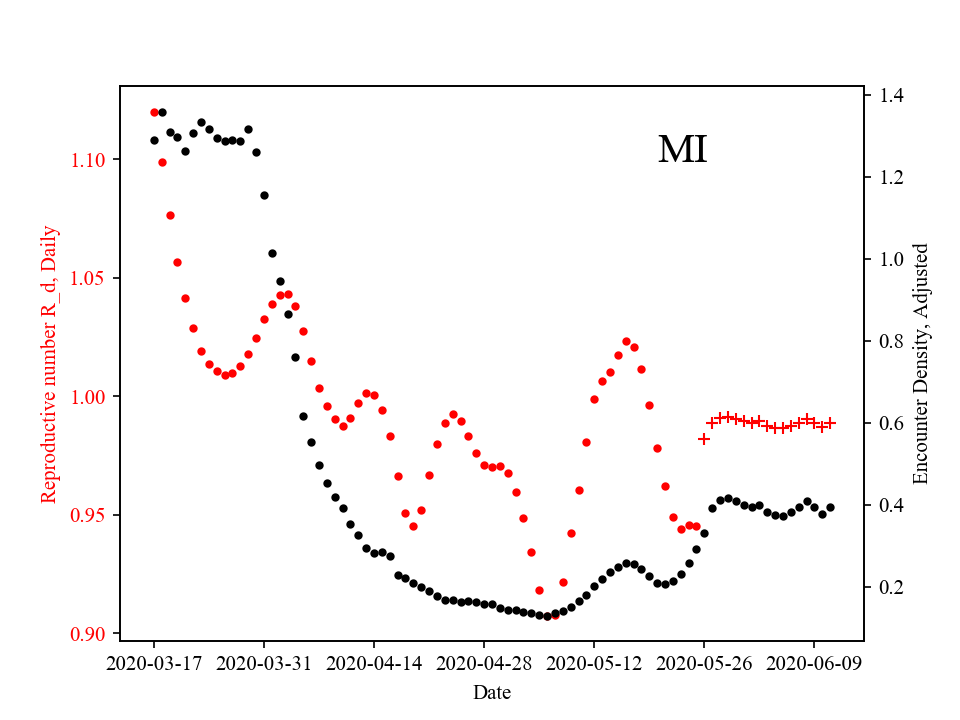 MI
Reproductive number R_d, Daily
1.10
1.05
1.00
0.95
0.90
1.4
1.2
1.0
0.8
0.6
0.4
0.2
Encounter Density, Adjusted
2020-03-17 2020-03-31 2020-04-14 2020-04-28 2020-05-12 2020-05-26 2020-06-09
Date